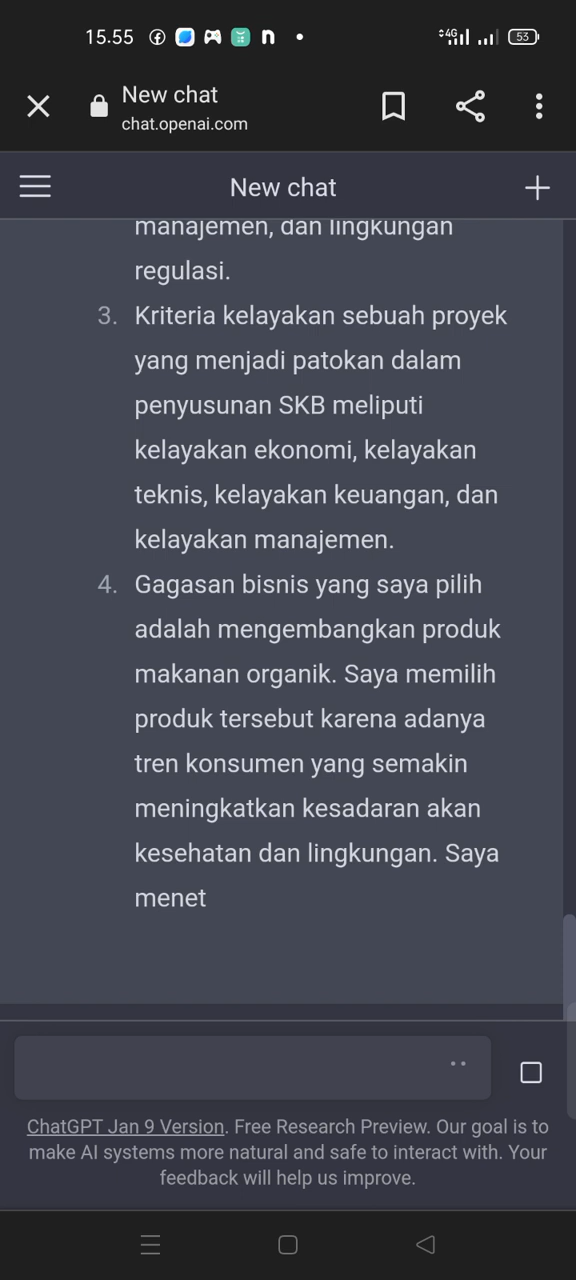 15.55
4G
53
New chat
chat.openai.com
New chat
manajemen, dan lingkungan
regulasi.
3. Kriteria kelayakan sebuah proyek
yang menjadi patokan dalam
penyusunan SKB meliputi
kelayakan ekonomi, kelayakan
teknis, kelayakan keuangan, dan
kelayakan manajemen.
4. Gagasan bisnis yang saya pilih
adalah mengembangkan produk
makanan organik. Saya memilih
produk tersebut karena adanya
tren konsumen yang semakin
meningkatkan kesadaran akan
kesehatan dan lingkungan. Saya
menet
ChatGPT Jan 9 Version. Free Research Preview. Our goal is to
make AI systems more natural and safe to interact with. Your
feedback will help us improve.